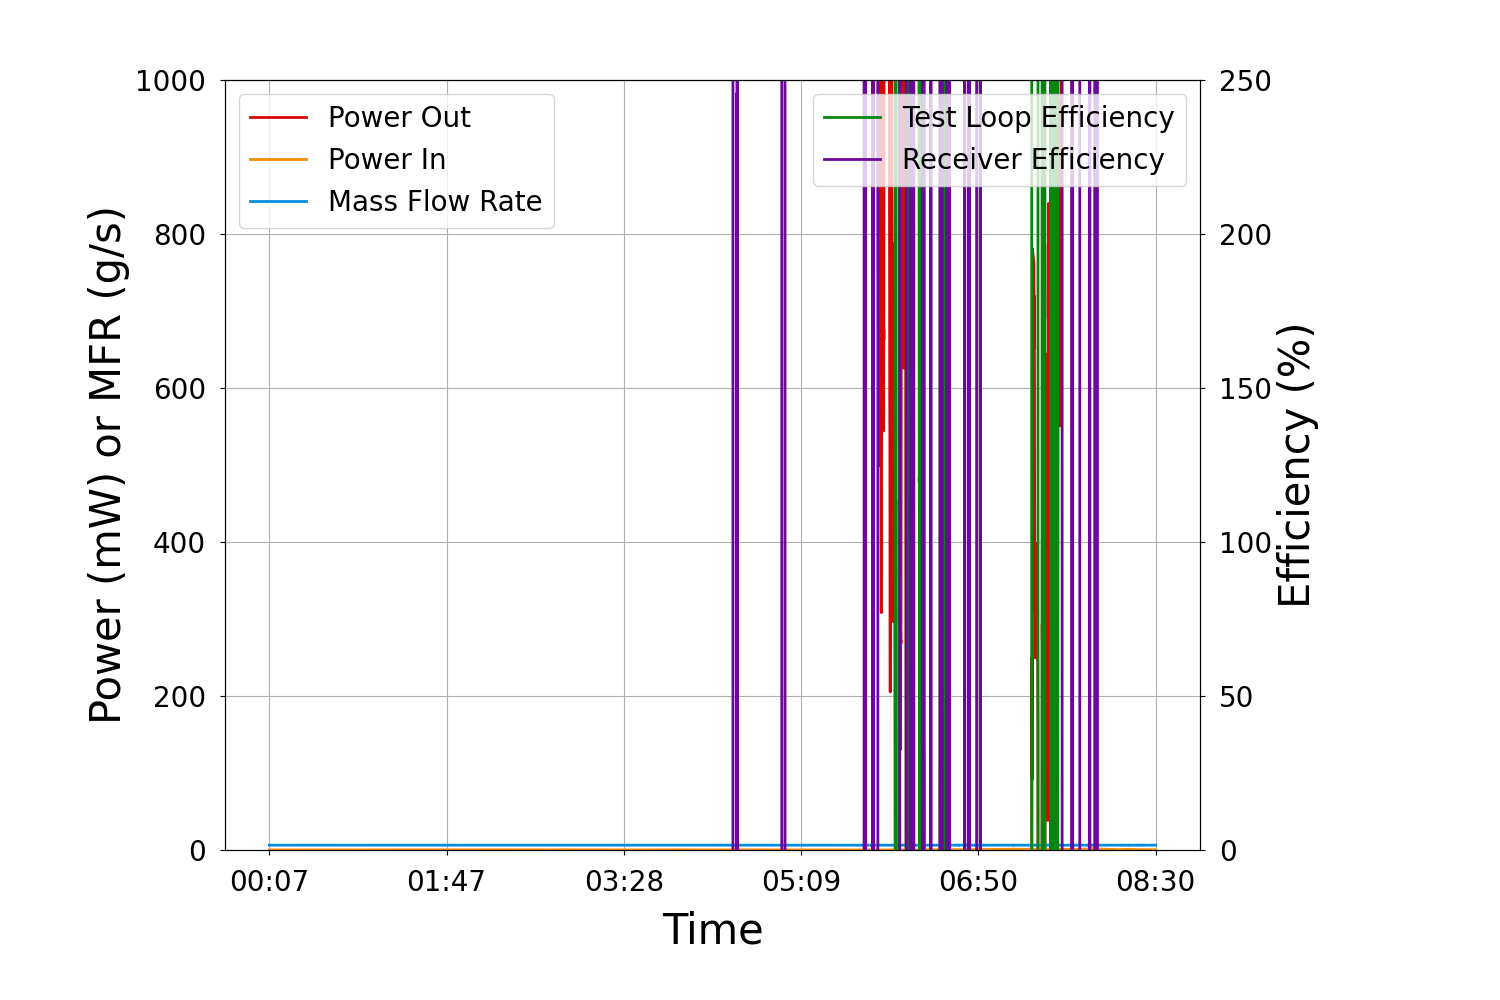 1000
800
600
400
200
0
Power (mW) or MFR (g/s)
Power Out
Power In
Mass Flow Rate
Test Loop Efficiency
Receiver Efficiency
250
200
150
100
50
0
Efficiency (%)
00:07 01:47 03:28 05:09 06:50 08:30
Time